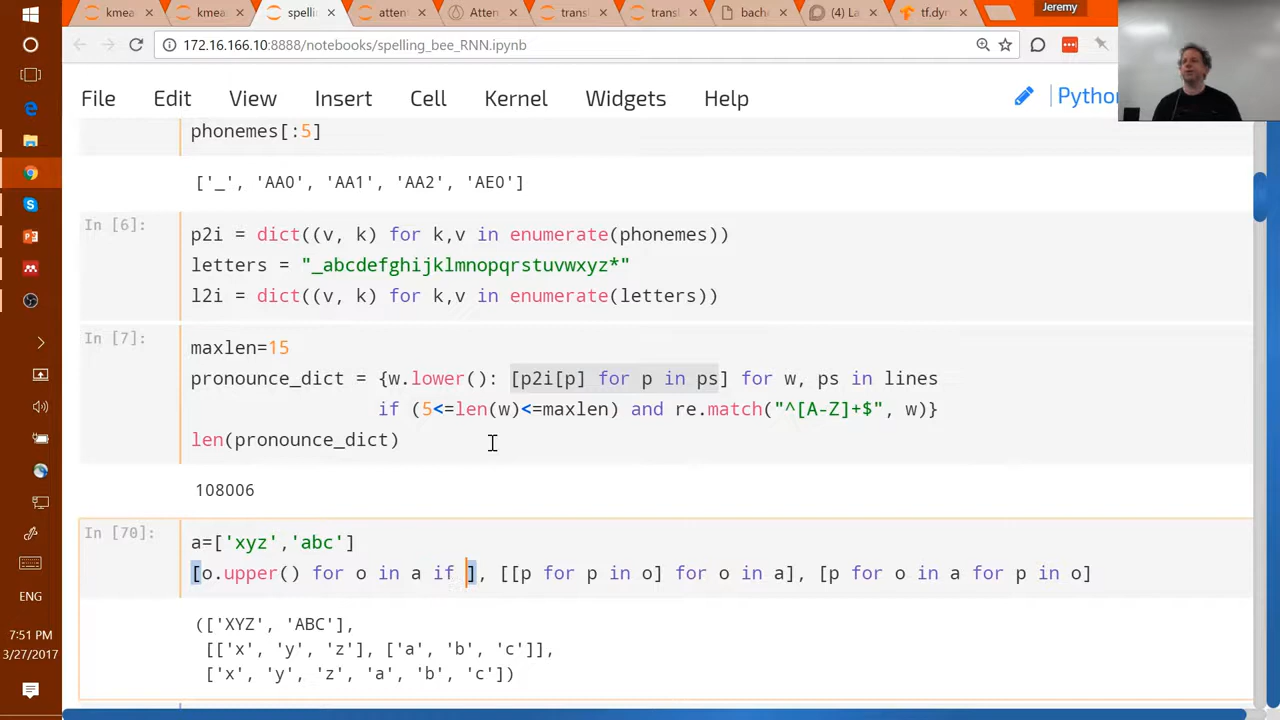 kmea
kmea
spelli
atten
Atten
transl
transl
bache
(4) La
tf.dyn
Jeremy
172.16.166.10:8888/notebooks/spelling_bee_RNN.ipynb
File Edit View Insert Cell Kernel Widgets Help
Pytho
phonemes[:5]
['_', 'AA0', 'AA1', 'AA2', 'AE0']
In [6]:
p2i = dict((v, k) for k,v in enumerate(phonemes))
letters = "_abcdefghijklmnopqrstuvwxyz*"
l2i = dict((v, k) for k,v in enumerate(letters))
In [7]:
maxlen=15
pronounce_dict = {w.lower(): [p2i[p] for p in ps] for w, ps in lines
if (5<=len(w)<=maxlen) and re.match("^[A-Z]+$", w)}
len(pronounce_dict)
108006
In [70]:
a=['xyz','abc']
[o.upper() for o in a if ], [[p for p in o] for o in a], [p for o in a for p in o]
(['XYZ', 'ABC'],
[['x', 'y', 'z'], ['a', 'b', 'c']],
['x', 'y', 'z', 'a', 'b', 'c'])
ENG
7:51 PM
3/27/2017